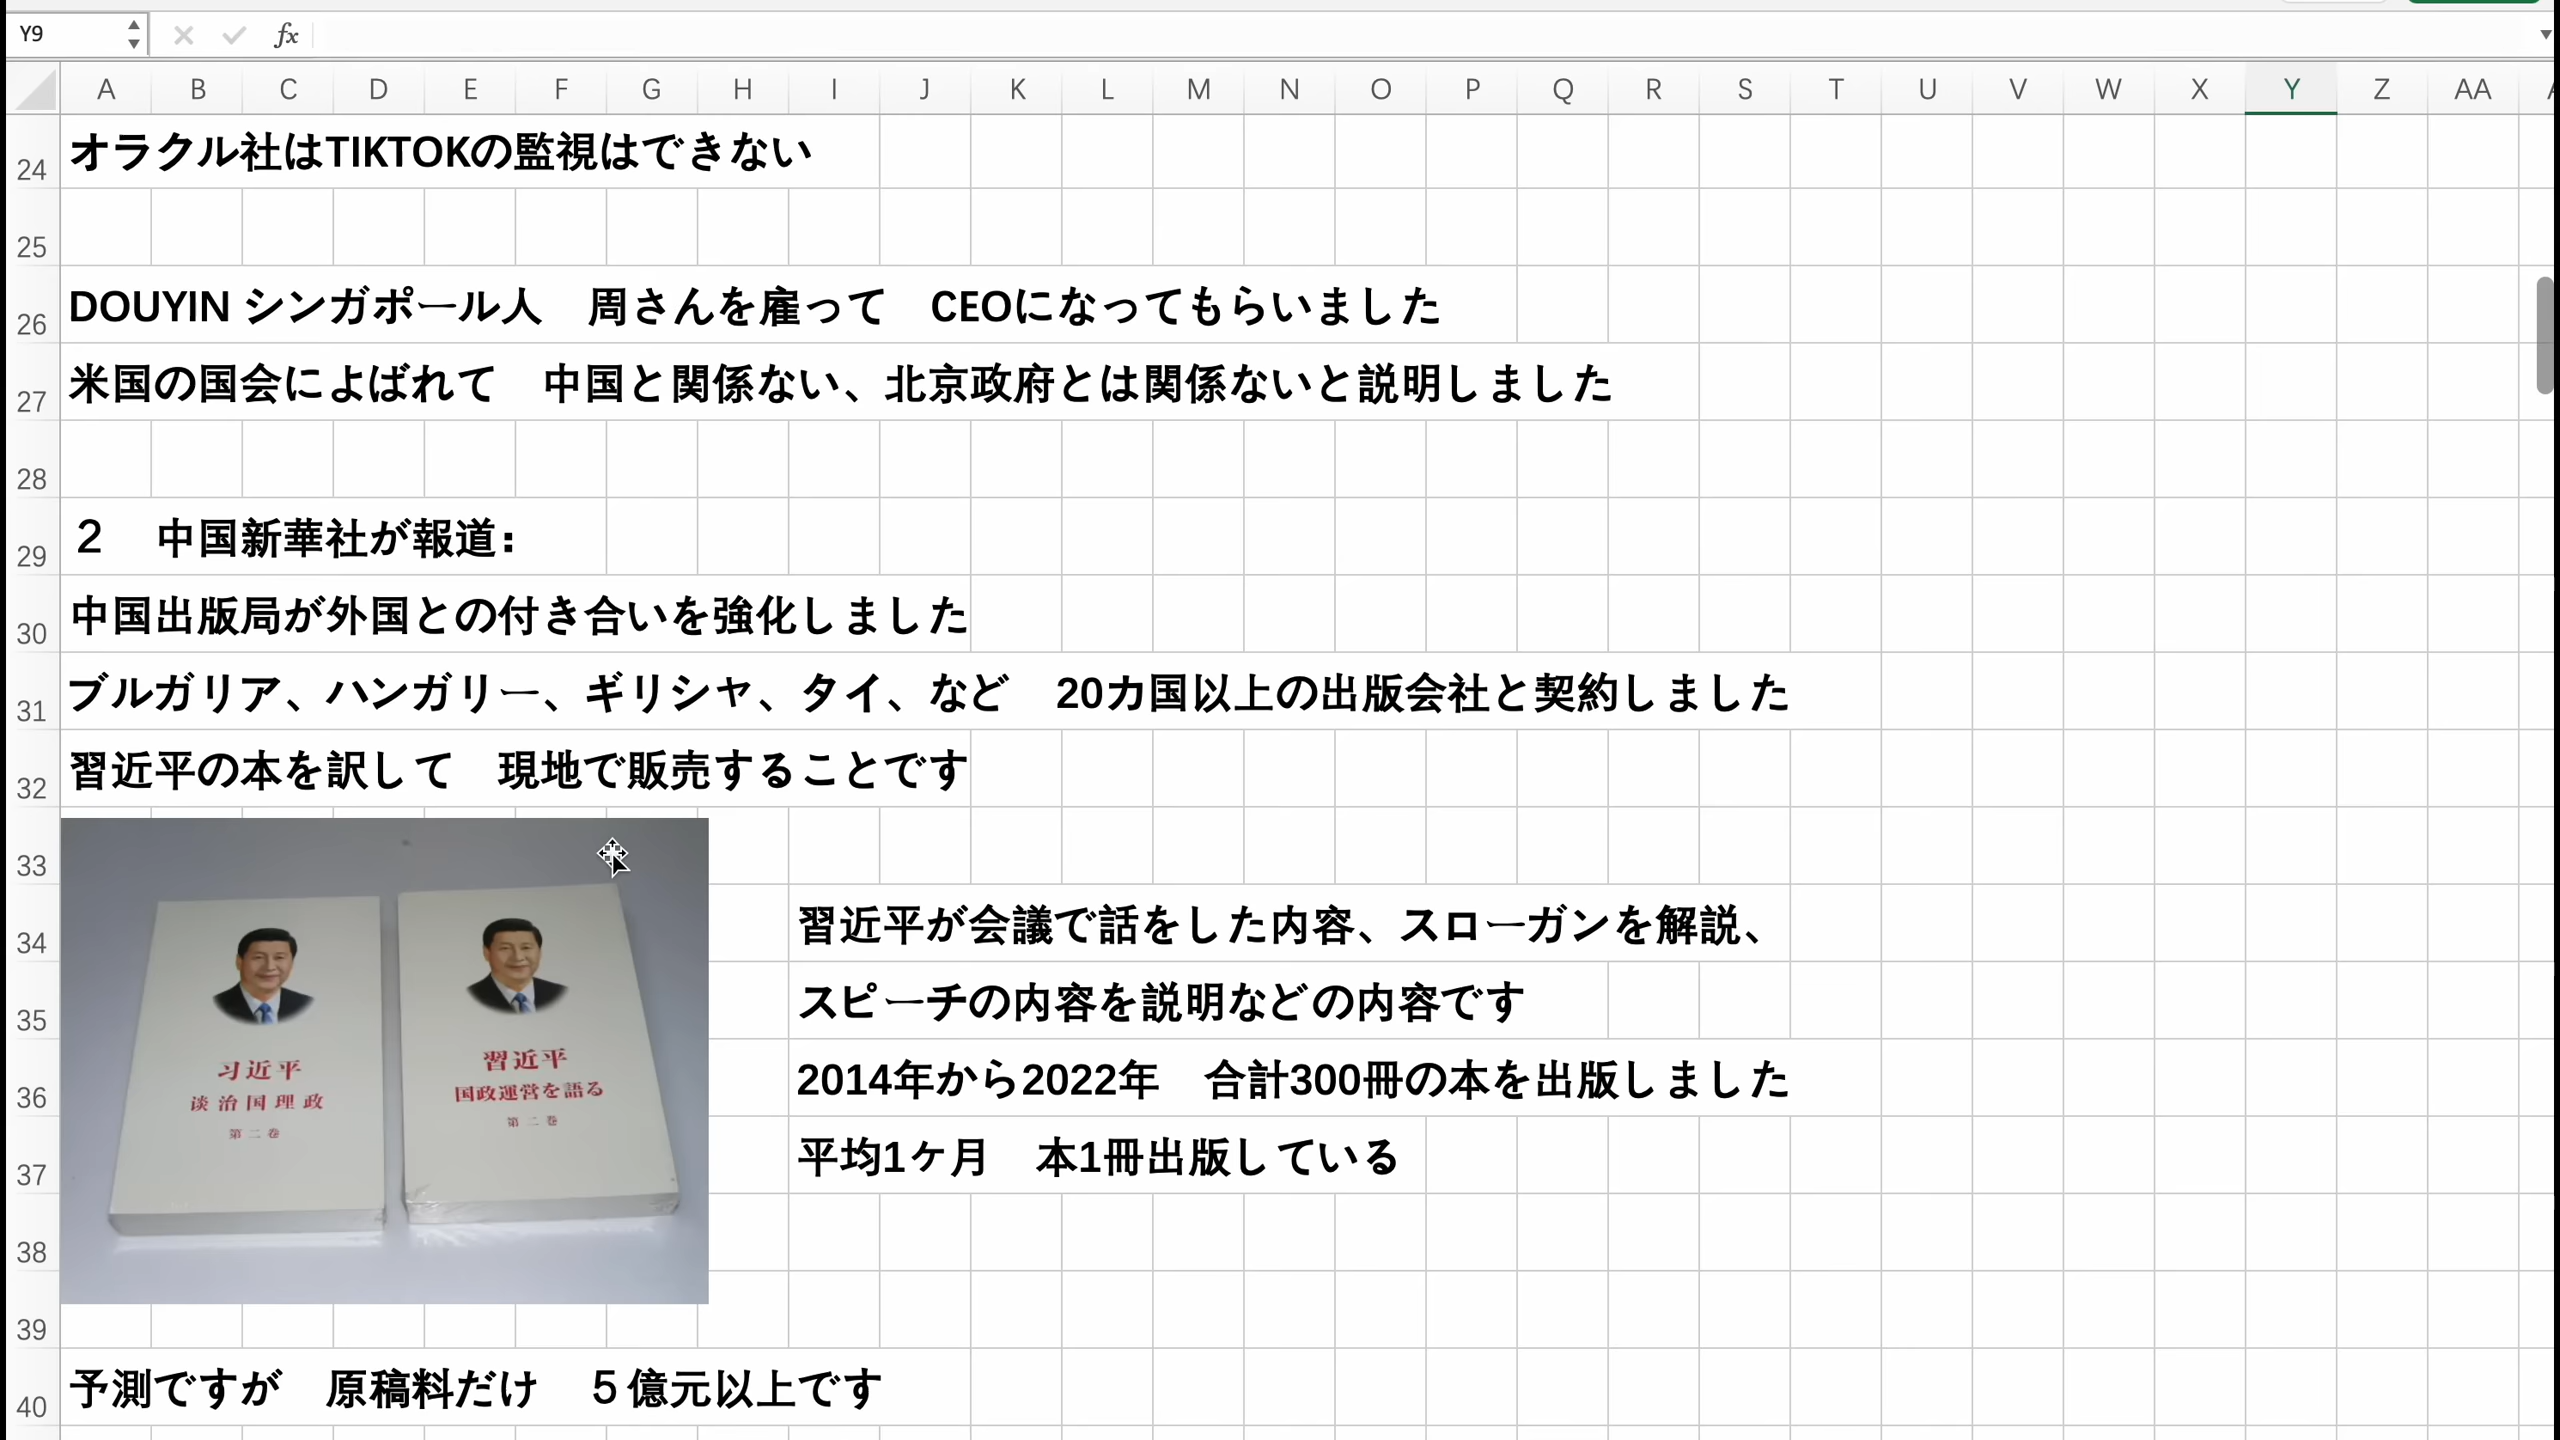 Y9
fx
A B C D E F G H I J K L M N O P Q R S T U V W X Y Z AA
24 オラクル社はTIKTOKの監視はできない
25
26 DOUYIN シンガポール人　周さんを雇って　CEOになってもらいました
27 米国の国会によばれて　中国と関係ない、北京政府とは関係ないと説明しました
28
29 ２　中国新華社が報道：
30 中国出版局が外国との付き合いを強化しました
31 ブルガリア、ハンガリー、ギリシャ、タイ、など　20カ国以上の出版会社と契約しました
32 習近平の本を訳して　現地で販売することです
33
34 習近平が会議で話をした内容、スローガンを解説、
35 スピーチの内容を説明などの内容です
36 2014年から2022年　合計300冊の本を出版しました
37 平均1ケ月　本1冊出版している
38
39
习近平
谈治国理政
第二卷
習近平
国政運営を語る
第二巻
40 予測ですが　原稿料だけ　５億元以上です